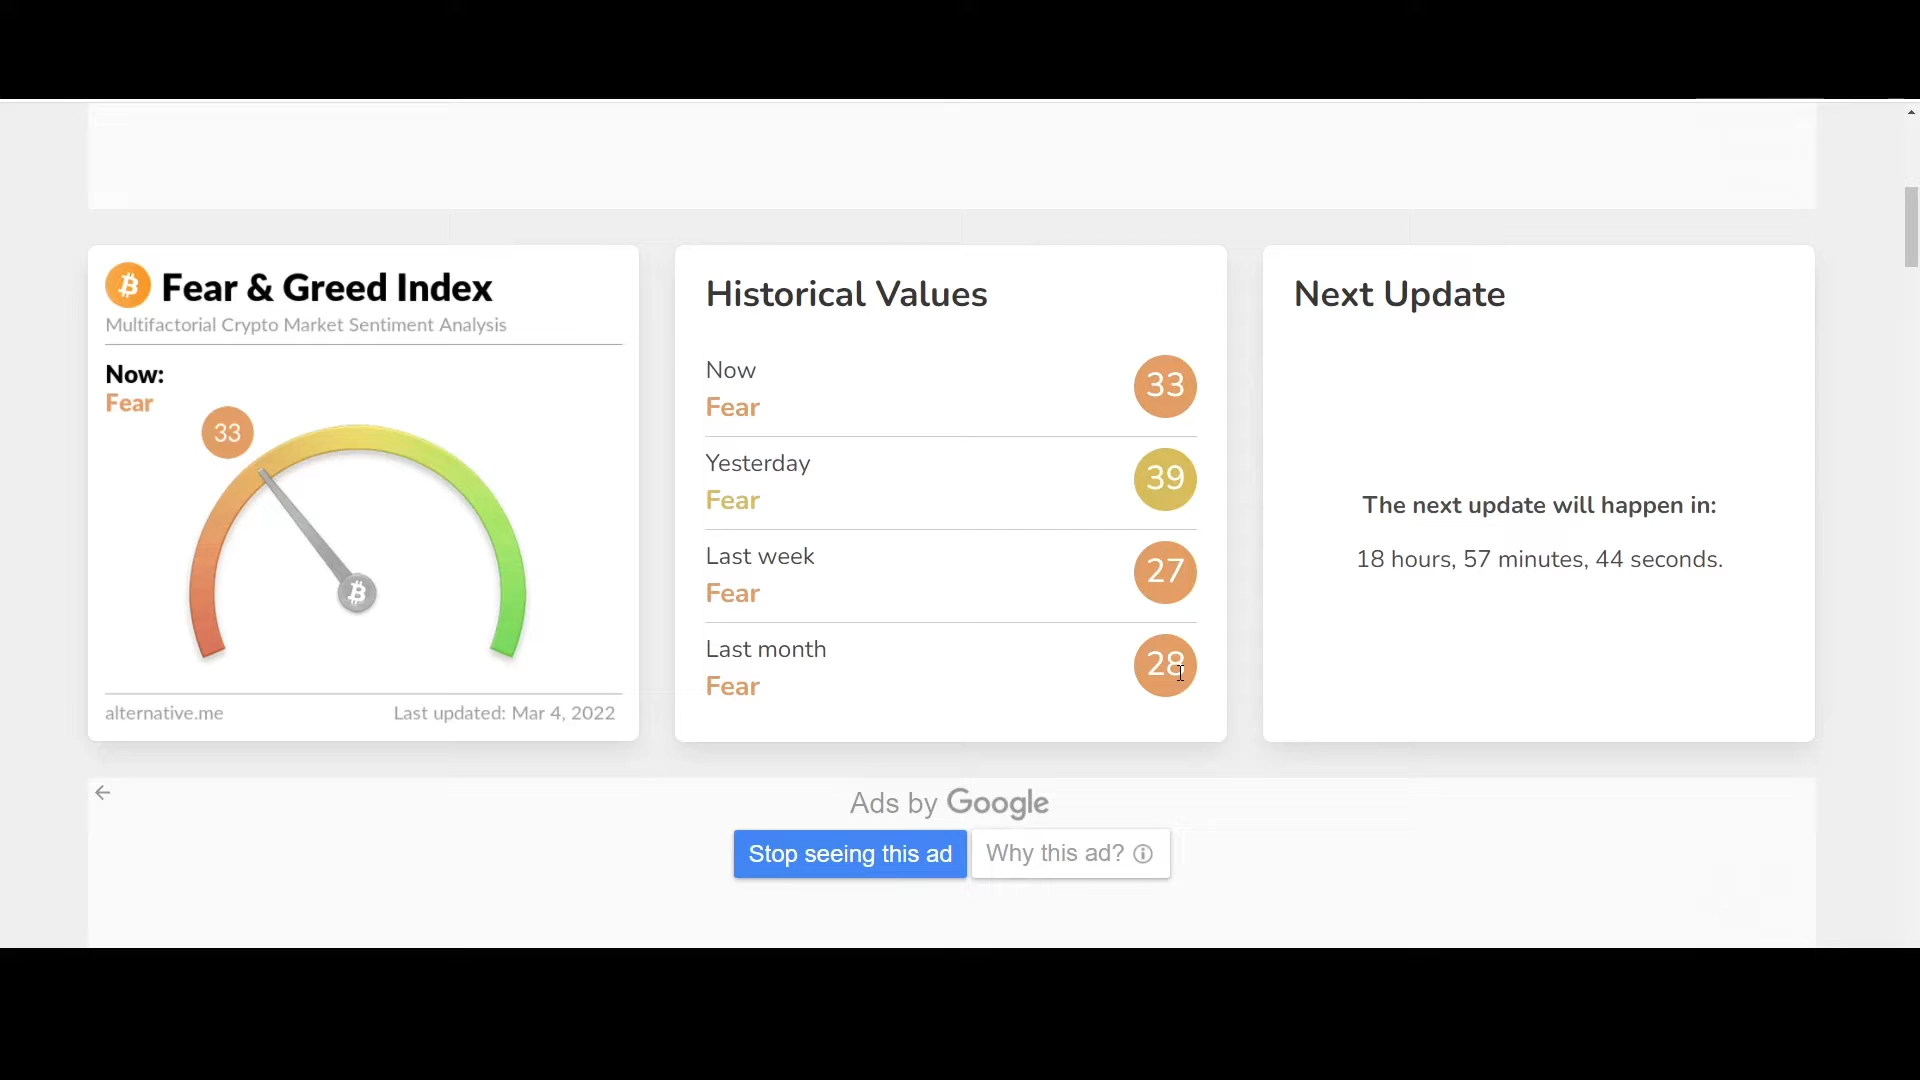 Fear & Greed Index
Multifactorial Crypto Market Sentiment Analysis
Now:
Fear
33
alternative.me
Last updated: Mar 4, 2022
Historical Values
Now
Fear
33
Yesterday
Fear
39
Last week
Fear
27
Last month
Fear
28
Next Update
The next update will happen in:
18 hours, 57 minutes, 44 seconds.
Ads by Google
Stop seeing this ad
Why this ad?